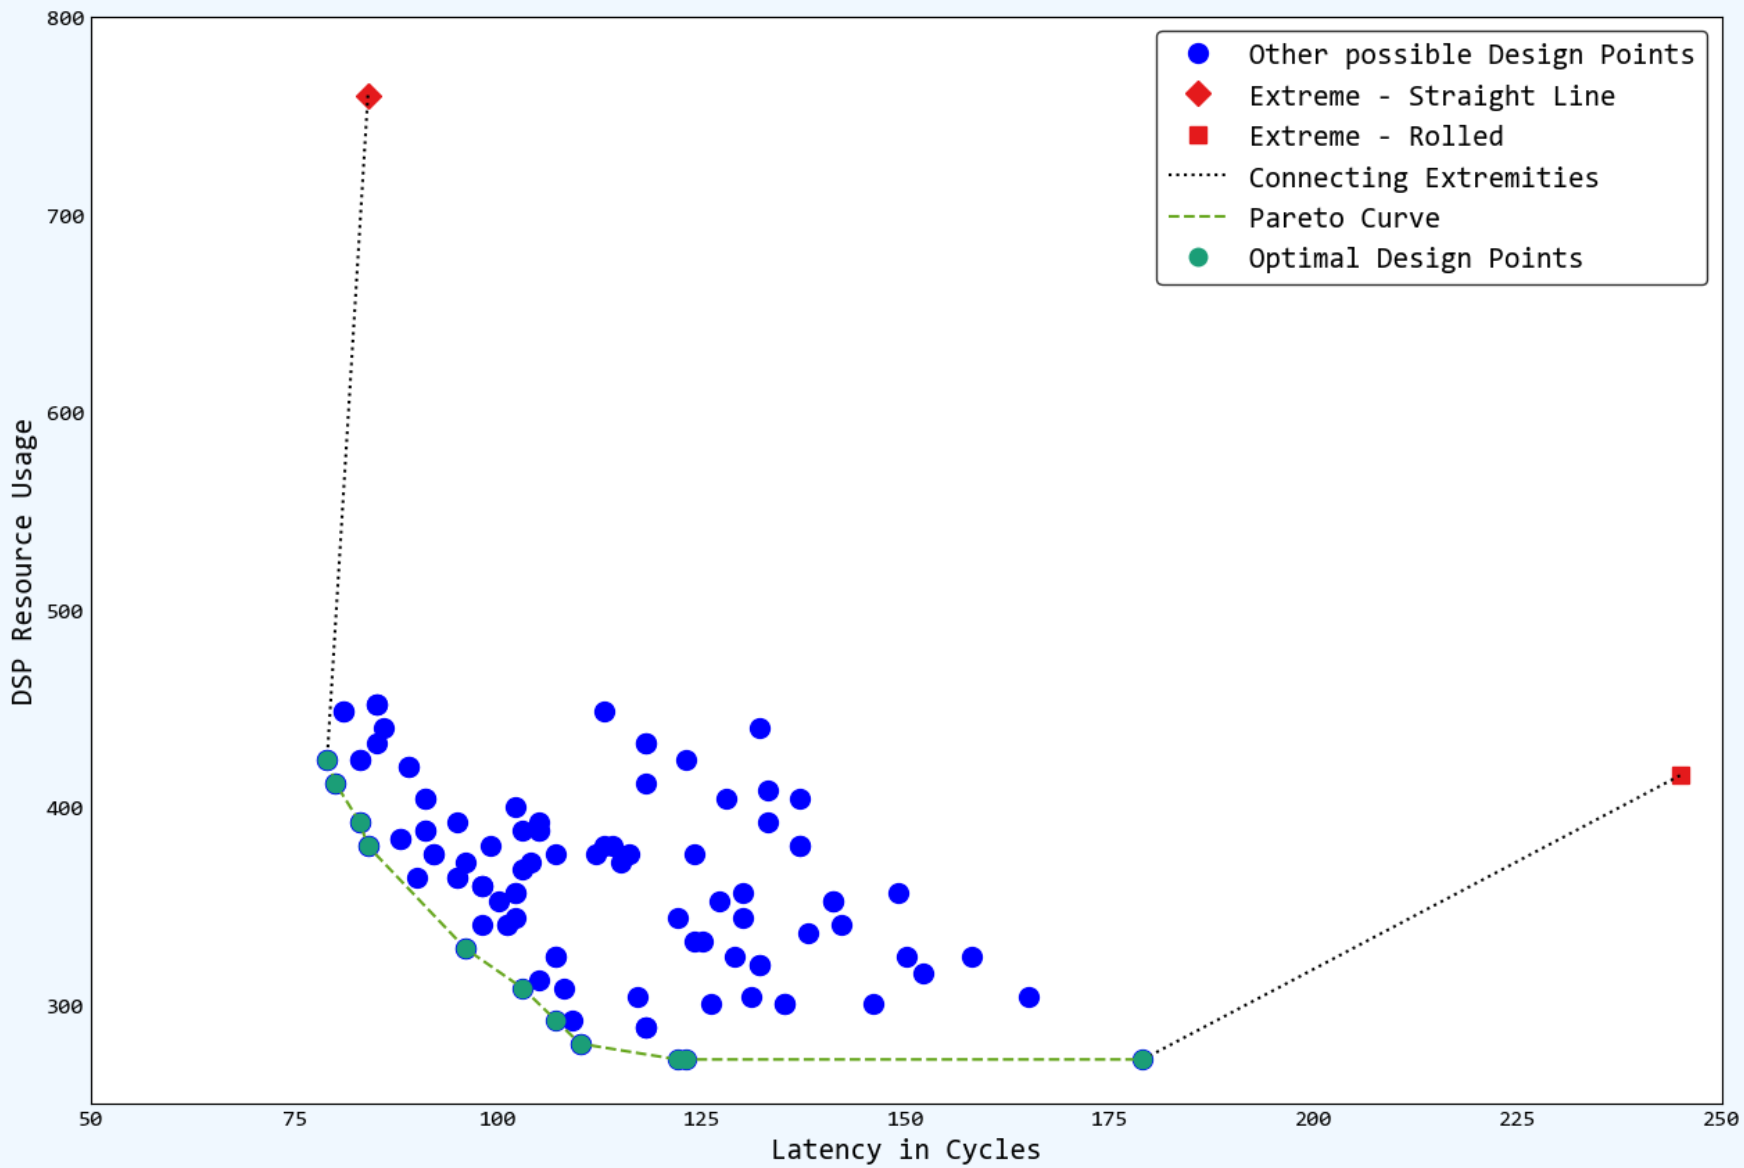 800
700
600
500
400
300
DSP Resource Usage
Other possible Design Points
Extreme - Straight Line
Extreme - Rolled
Connecting Extremities
Pareto Curve
Optimal Design Points
50 75 100 125 150 175 200 225 250
Latency in Cycles